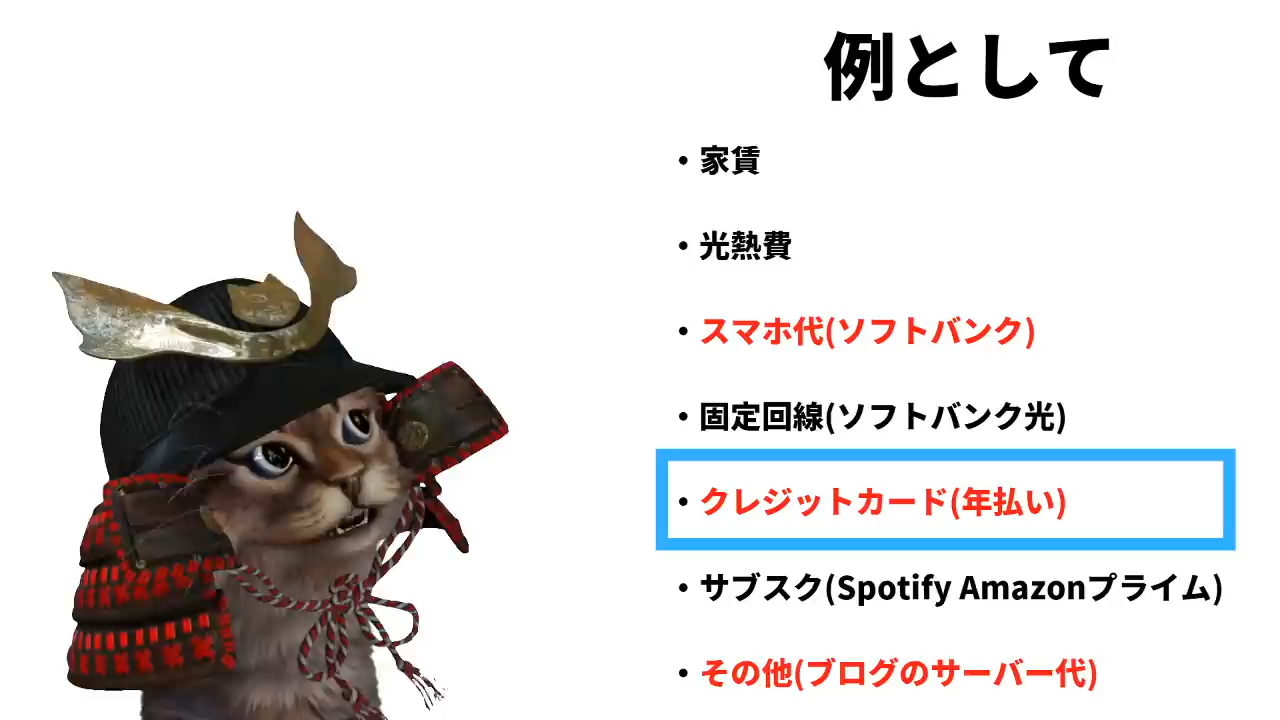 例として
・家賃
・光熱費
・スマホ代(ソフトバンク)
・固定回線(ソフトバンク光)
・クレジットカード(年払い)
・サブスク(Spotify Amazonプライム)
・その他(ブログのサーバー代)